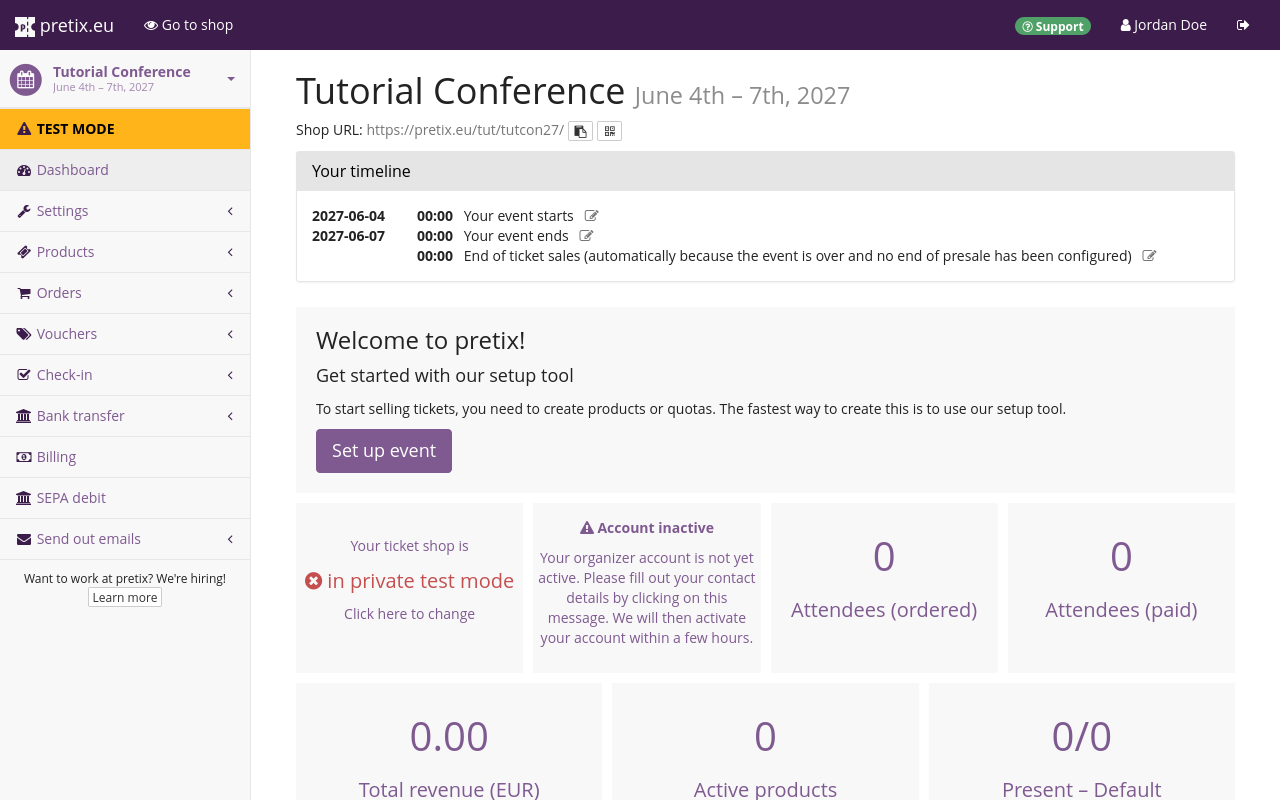 pretix.eu
Go to shop
Support
Jordan Doe
Tutorial Conference
June 4th – 7th, 2027
TEST MODE
Dashboard
Settings
Products
Orders
Vouchers
Check-in
Bank transfer
Billing
SEPA debit
Send out emails
Want to work at pretix? We're hiring!
Learn more
Tutorial Conference June 4th – 7th, 2027
Shop URL: https://pretix.eu/tut/tutcon27/
Your timeline
2027-06-04 00:00 Your event starts
2027-06-07 00:00 Your event ends
00:00 End of ticket sales (automatically because the event is over and no end of presale has been configured)
Welcome to pretix!
Get started with our setup tool
To start selling tickets, you need to create products or quotas. The fastest way to create this is to use our setup tool.
Set up event
Your ticket shop is
in private test mode
Click here to change
Account inactive
Your organizer account is not yet
active. Please fill out your contact
details by clicking on this
message. We will then activate
your account within a few hours.
0
Attendees (ordered)
0
Attendees (paid)
0.00
Total revenue (EUR)
0
Active products
0/0
Present – Default